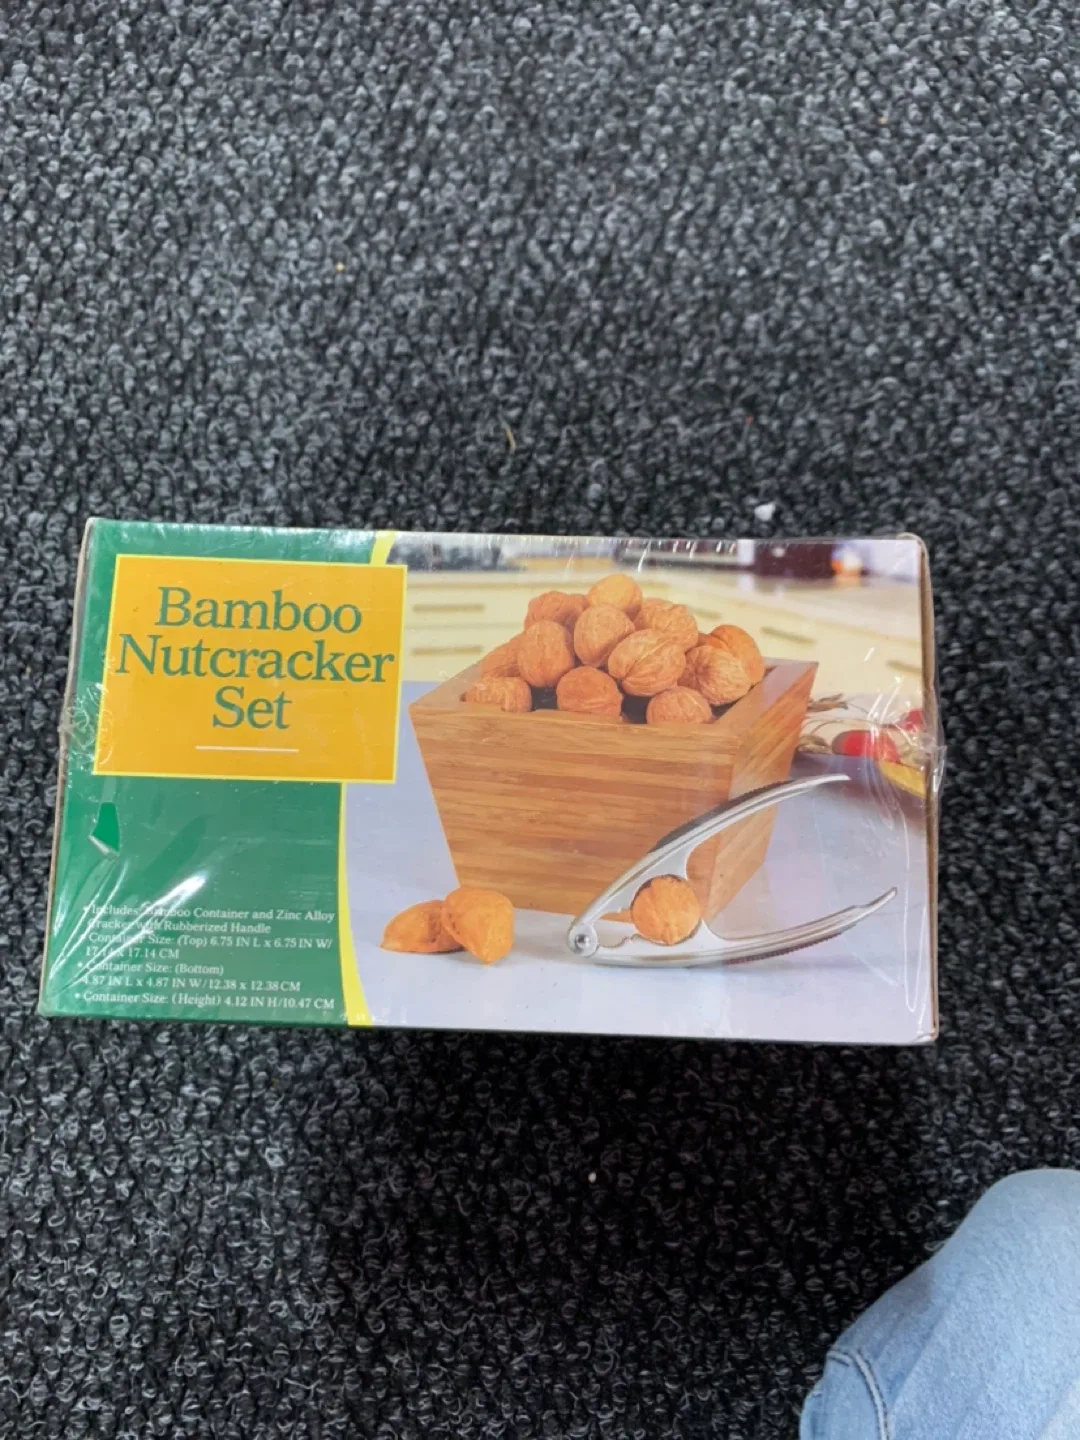 Bamboo
Nutcracker
Set
• Includes: Bamboo Container and Zinc Alloy
Cracker with Rubberized Handle
Container Size: (Top) 6.75 IN L x 6.75 IN W/
17.14 x 17.14 CM
• Container Size: (Bottom)
4.87 IN L x 4.87 IN W/12.38 x 12.38 CM
• Container Size: (Height) 4.12 IN H/10.47 CM